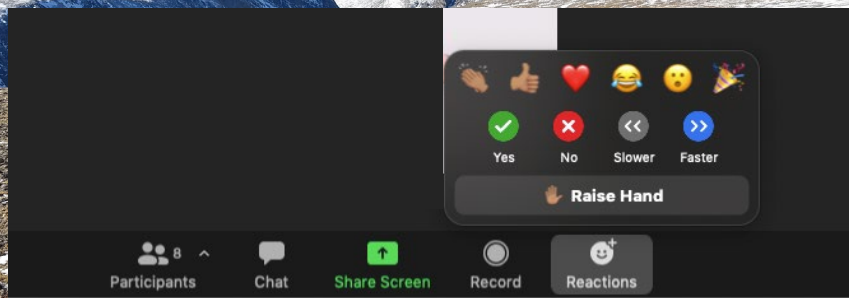 Yes No Slower Faster
Raise Hand
8
Participants Chat Share Screen Record Reactions